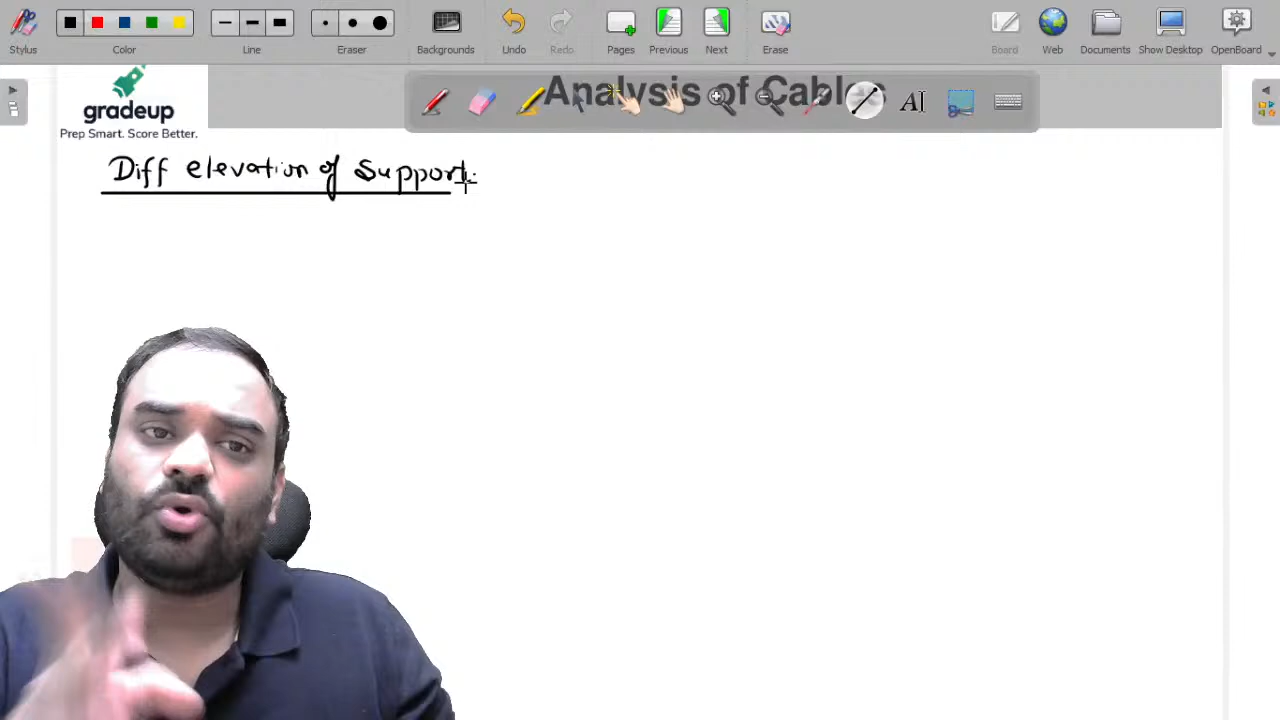 Stylus Color Line Eraser Backgrounds Undo Redo Pages Previous Next Erase Board Web Documents Show Desktop OpenBoard
gradeup
Prep Smart. Score Better.
Analysis of Cables
Diff elevation of Support.